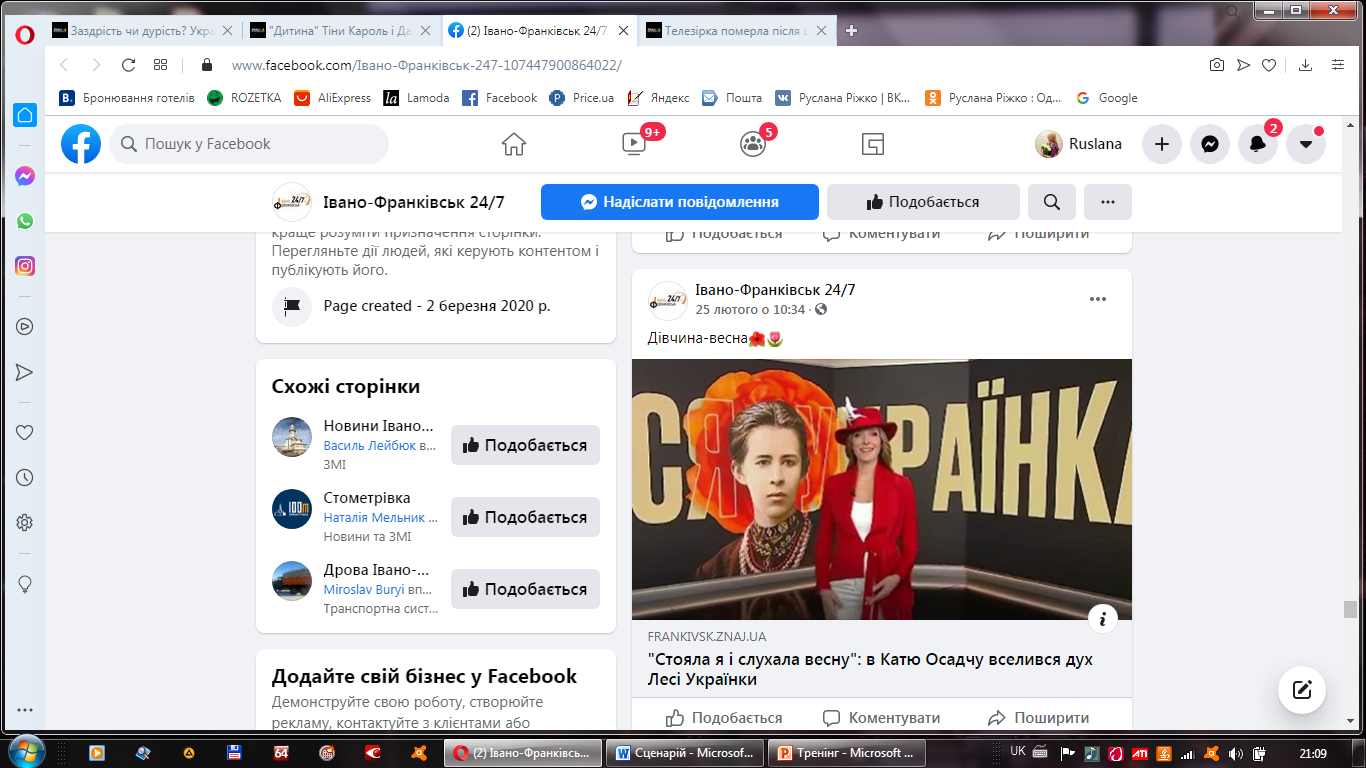 Заздрість чи дурість? Укра
"Дитина" Тіни Кароль і Да
(2) Івано-Франківськ 24/7
Телезірка померла після ц
www.facebook.com/Івано-Франківськ-247-107447900864022/
Бронювання готелів
ROZETKA
AliExpress
Lamoda
Facebook
Price.ua
Яндекс
Пошта
Руслана Ріжко | ВК...
Руслана Ріжко : Од...
Google
Пошук у Facebook
9+
5
Ruslana
2
Івано-Франківськ 24/7
Надіслати повідомлення
Подобається
краще розуміти призначення сторінки.
Перегляньте дії людей, які керують контентом і
публікують його.
Page created - 2 березня 2020 р.
Схожі сторінки
Новини Івано...
Василь Лейбюк в...
ЗМІ
Подобається
Стометрівка
Наталія Мельник ...
Новини та ЗМІ
Подобається
Дрова Івано-...
Miroslav Buryi вп...
Транспортна сист...
Подобається
Додайте свій бізнес у Facebook
Демонструйте свою роботу, створюйте
рекламу, контактуйте з клієнтами або
Подобається
Коментувати
Поширити
Івано-Франківськ 24/7
25 лютого о 10:34
Дівчина-весна
СЯ УКРАЇНКА
FRANKIVSK.ZNAJ.UA
"Стояла я і слухала весну": в Катю Осадчу вселився дух
Лесі Українки
Подобається
Коментувати
Поширити
(2) Івано-Франківсь...
Сценарій - Microsof...
Тренінг - Microsoft ...
UK
21:09